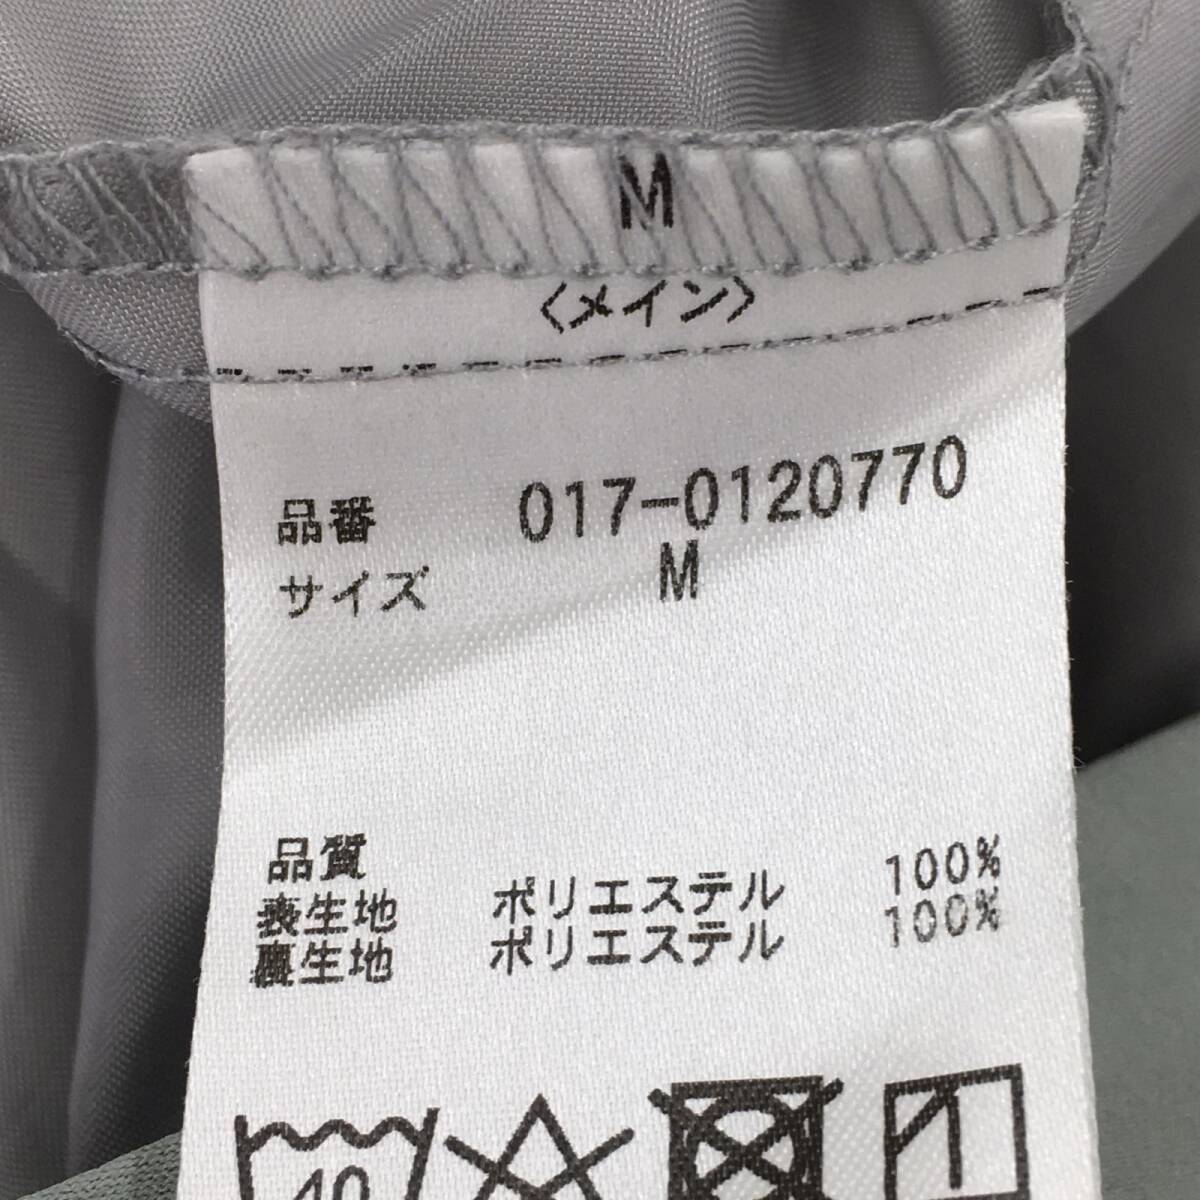 M
〈メイン〉
品番 017-0120770
サイズ M
品質
表生地 ポリエステル 100%
裏生地 ポリエステル 100%
40